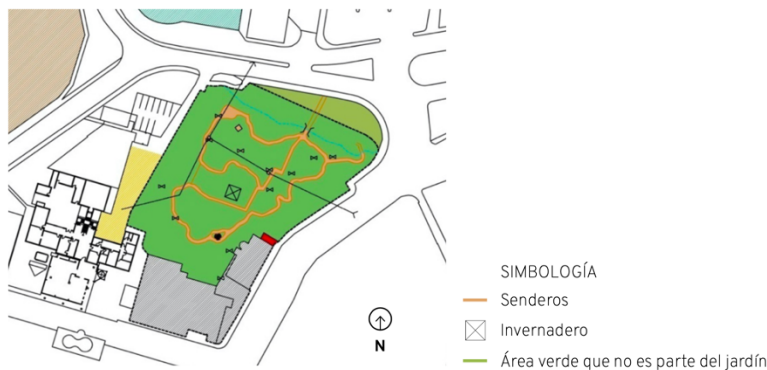 N
SIMBOLOGÍA
Senderos
Invernadero
Área verde que no es parte del jardín